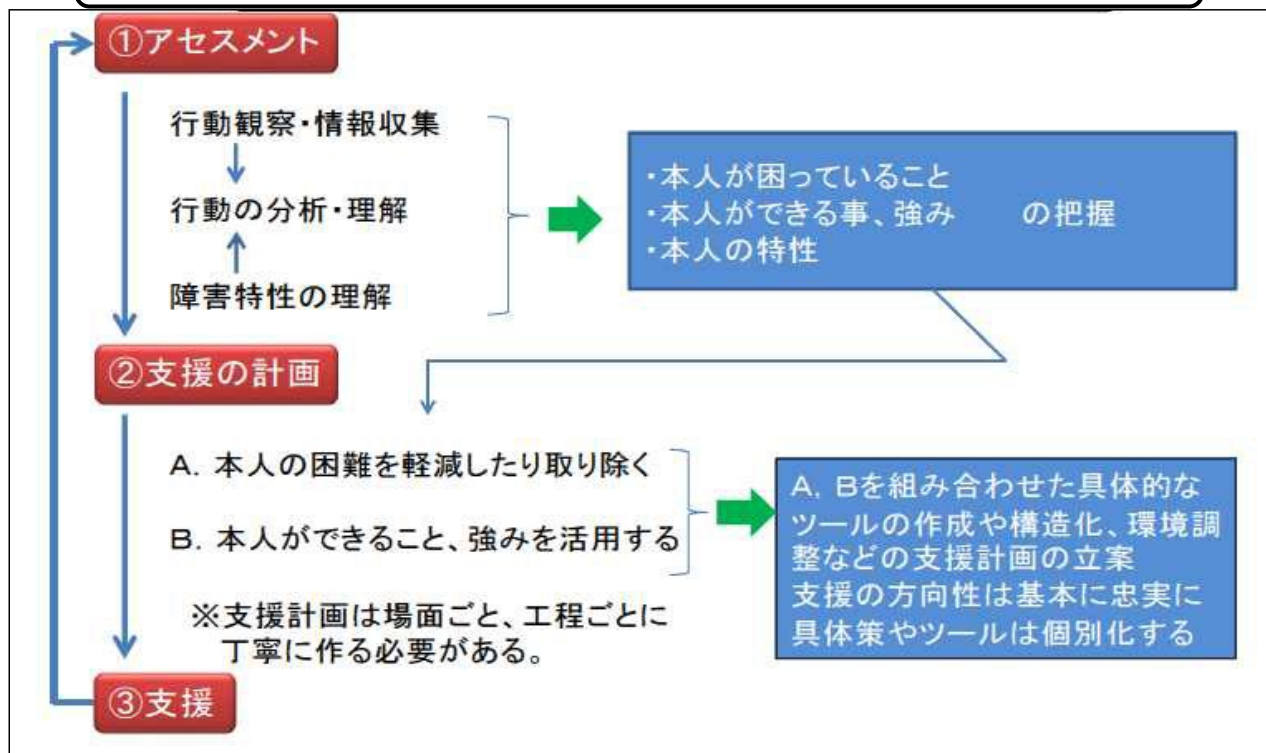 ①アセスメント
行動観察・情報収集
行動の分析・理解
障害特性の理解
・本人が困っていること
・本人ができる事、強み　　の把握
・本人の特性
②支援の計画
A．本人の困難を軽減したり取り除く
B．本人ができること、強みを活用する
※支援計画は場面ごと、工程ごとに
丁寧に作る必要がある。
A，Bを組み合わせた具体的な
ツールの作成や構造化、環境調
整などの支援計画の立案
支援の方向性は基本に忠実に
具体策やツールは個別化する
③支援